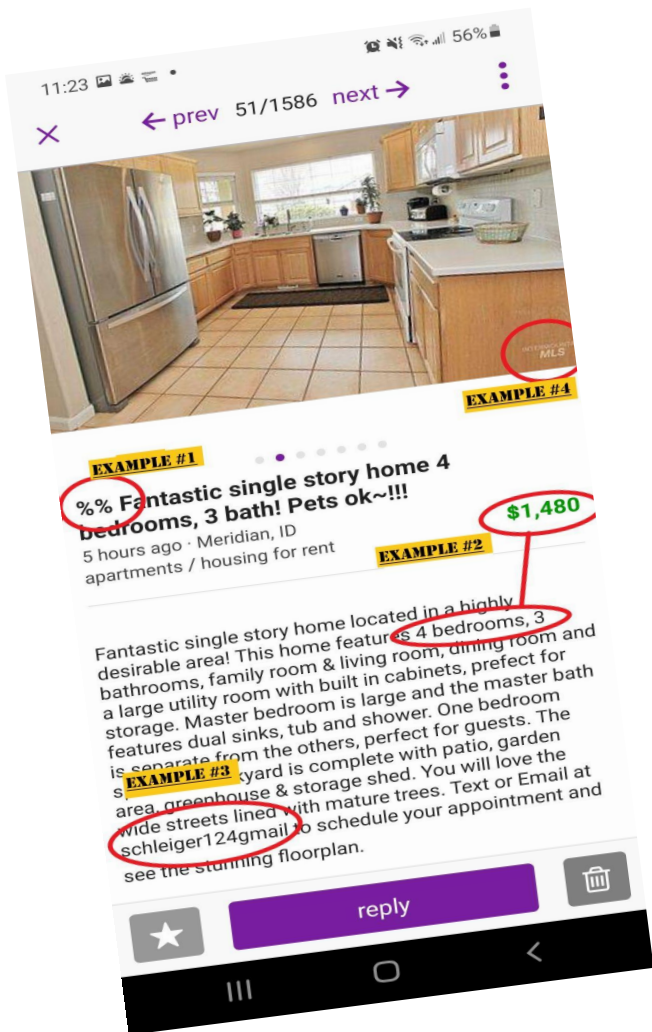 11:23
56%
← prev 51/1586 next →
INTERMOUNTAIN
MLS
EXAMPLE #4
EXAMPLE #1
%% Fantastic single story home 4
bedrooms, 3 bath! Pets ok~!!!
$1,480
5 hours ago · Meridian, ID
apartments / housing for rent
EXAMPLE #2
Fantastic single story home located in a highly
desirable area! This home features 4 bedrooms, 3
bathrooms, family room & living room, dining room and
a large utility room with built in cabinets, prefect for
storage. Master bedroom is large and the master bath
features dual sinks, tub and shower. One bedroom
is separate from the others, perfect for guests. The
EXAMPLE #3
kyard is complete with patio, garden
area, greenhouse & storage shed. You will love the
wide streets lined with mature trees. Text or Email at
schleiger124gmail to schedule your appointment and
see the stunning floorplan.
reply